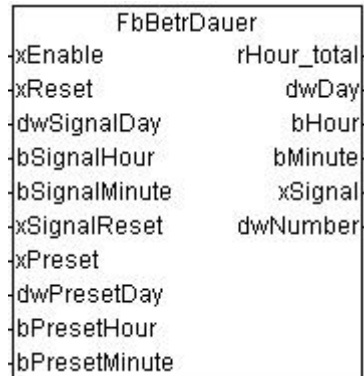 FbBetrDauer
xEnable rHour_total
xReset dwDay
dwSignalDay bHour
bSignalHour bMinute
bSignalMinute xSignal
xSignalReset dwNumber
xPreset
dwPresetDay
bPresetHour
bPresetMinute